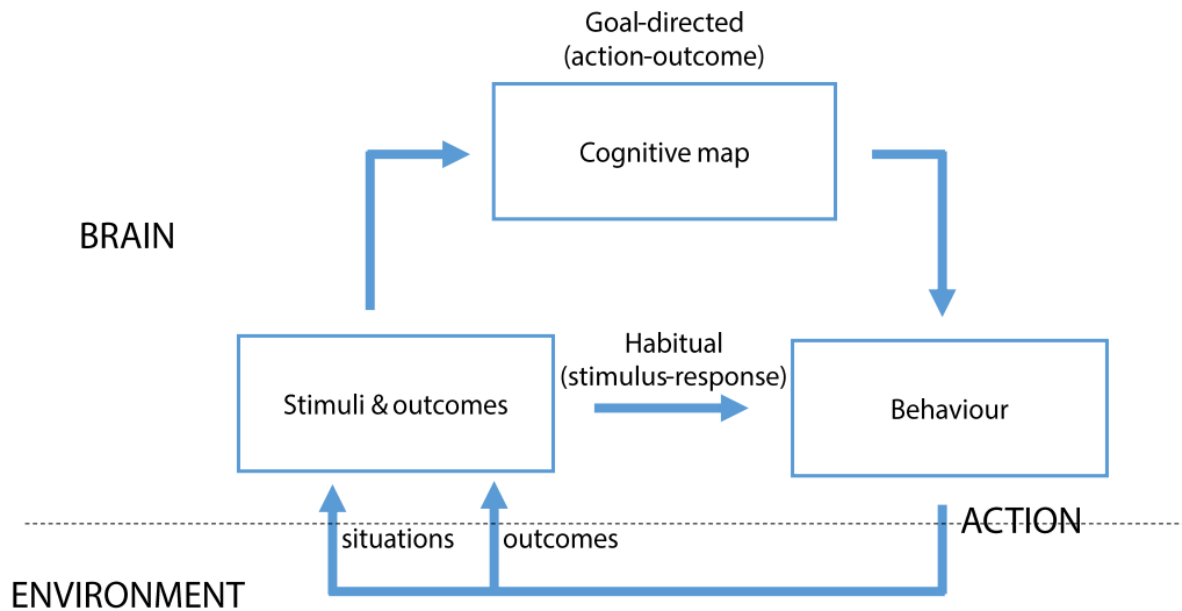 Goal-directed
(action-outcome)
Cognitive map
BRAIN
Habitual
(stimulus-response)
Stimuli & outcomes
Behaviour
ACTION
situations
outcomes
ENVIRONMENT